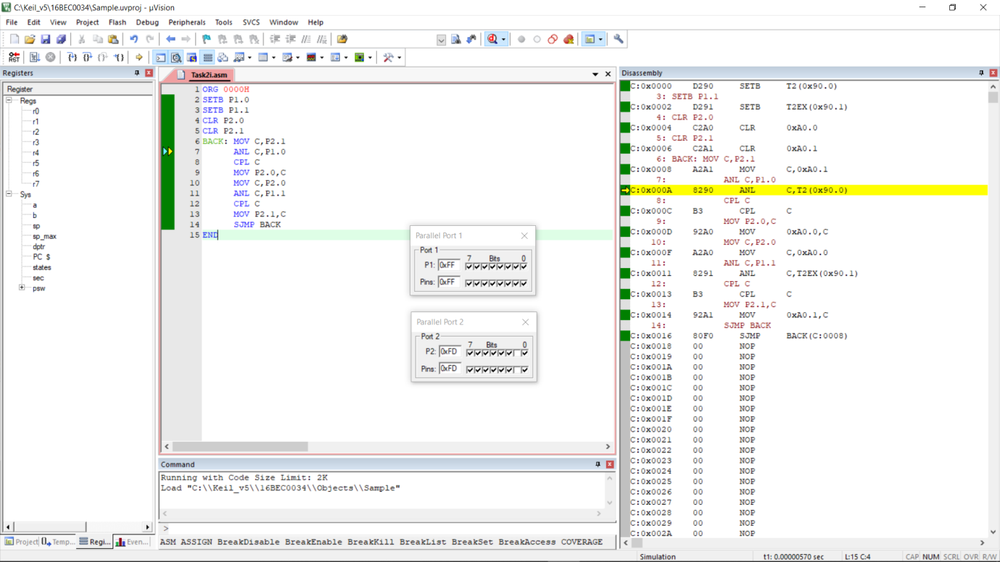 C:\Keil_v5\16BEC0034\Sample.uvproj - µVision
File Edit View Project Flash Debug Peripherals Tools SVCS Window Help
RST
Registers
Register
Regs
r0
r1
r2
r3
r4
r5
r6
r7
Sys
a
b
sp
sp_max
dptr
PC $
states
sec
psw
Project Temp... Regi... Even...
Task2i.asm
1 ORG 0000H
2 SETB P1.0
3 SETB P1.1
4 CLR P2.0
5 CLR P2.1
6 BACK: MOV C,P2.1
7 ANL C,P1.0
8 CPL C
9 MOV P2.0,C
10 MOV C,P2.0
11 ANL C,P1.1
12 CPL C
13 MOV P2.1,C
14 SJMP BACK
15 END
Parallel Port 1
Port 1
7 Bits 0
P1: 0xFF
Pins: 0xFF
Parallel Port 2
Port 2
7 Bits 0
P2: 0xFD
Pins: 0xFD
Command
Running with Code Size Limit: 2K
Load "C:\\Keil_v5\\16BEC0034\\Objects\\Sample"
>
ASM ASSIGN BreakDisable BreakEnable BreakKill BreakList BreakSet BreakAccess COVERAGE
Disassembly
C:0x0000 D290 SETB T2(0x90.0)
3: SETB P1.1
C:0x0002 D291 SETB T2EX(0x90.1)
4: CLR P2.0
C:0x0004 C2A0 CLR 0xA0.0
5: CLR P2.1
C:0x0006 C2A1 CLR 0xA0.1
6: BACK: MOV C,P2.1
C:0x0008 A2A1 MOV C,0xA0.1
7: ANL C,P1.0
C:0x000A 8290 ANL C,T2(0x90.0)
8: CPL C
C:0x000C B3 CPL C
9: MOV P2.0,C
C:0x000D 92A0 MOV 0xA0.0,C
10: MOV C,P2.0
C:0x000F A2A0 MOV C,0xA0.0
11: ANL C,P1.1
C:0x0011 8291 ANL C,T2EX(0x90.1)
12: CPL C
C:0x0013 B3 CPL C
13: MOV P2.1,C
C:0x0014 92A1 MOV 0xA0.1,C
14: SJMP BACK
C:0x0016 80F0 SJMP BACK(C:0008)
C:0x0018 00 NOP
C:0x0019 00 NOP
C:0x001A 00 NOP
C:0x001B 00 NOP
C:0x001C 00 NOP
C:0x001D 00 NOP
C:0x001E 00 NOP
C:0x001F 00 NOP
C:0x0020 00 NOP
C:0x0021 00 NOP
C:0x0022 00 NOP
C:0x0023 00 NOP
C:0x0024 00 NOP
C:0x0025 00 NOP
C:0x0026 00 NOP
C:0x0027 00 NOP
C:0x0028 00 NOP
C:0x0029 00 NOP
C:0x002A 00 NOP
Simulation t1: 0.00000570 sec L:15 C:4 CAP NUM SCRL OVR R/W